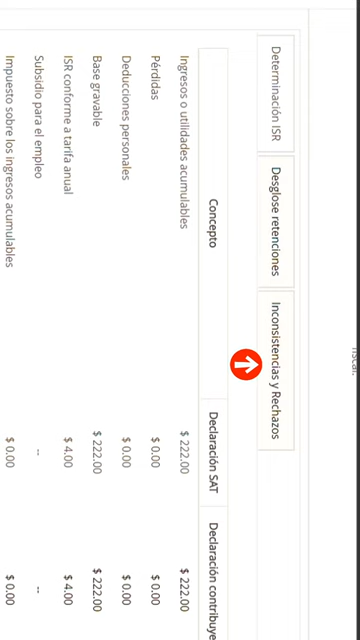 fiscal.
Determinación ISR Desglose retenciones Inconsistencias y Rechazos
Concepto Declaración SAT Declaración contribuye
Ingresos o utilidades acumulables $ 222.00 $ 222.00
Pérdidas $ 0.00 $ 0.00
Deducciones personales $ 0.00 $ 0.00
Base gravable $ 222.00 $ 222.00
ISR conforme a tarifa anual $ 4.00 $ 4.00
Subsidio para el empleo -- --
Impuesto sobre los ingresos acumulables $ 0.00 $ 0.00